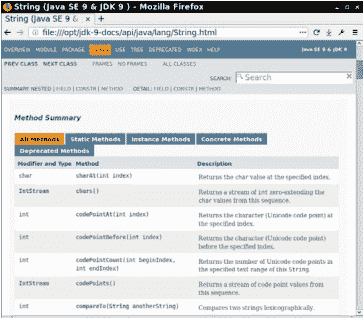 String (Java SE 9 & JDK 9 ) - Mozilla Firefox
String (Java SE 9 & JD
file:///opt/jdk-9-docs/api/java/lang/String.html
OVERVIEW MODULE PACKAGE CLASS USE TREE DEPRECATED INDEX HELP Java SE 9 & JDK 9
PREV CLASS NEXT CLASS FRAMES NO FRAMES ALL CLASSES
SEARCH: Search
SUMMARY NESTED | FIELD | CONSTR | METHOD DETAIL: FIELD | CONSTR | METHOD
Method Summary
All Methods Static Methods Instance Methods Concrete Methods
Deprecated Methods
Modifier and Type Method Description
char charAt(int index) Returns the char value at the specified index.
IntStream chars() Returns a stream of int zero-extending the
char values from this sequence.
int codePointAt(int index) Returns the character (Unicode code point) at
the specified index.
int codePointBefore(int index) Returns the character (Unicode code point)
before the specified index.
int codePointCount(int beginIndex, Returns the number of Unicode code points in
int endIndex) the specified text range of this String.
IntStream codePoints() Returns a stream of code point values from
this sequence.
int compareTo(String anotherString) Compares two strings lexicographically.